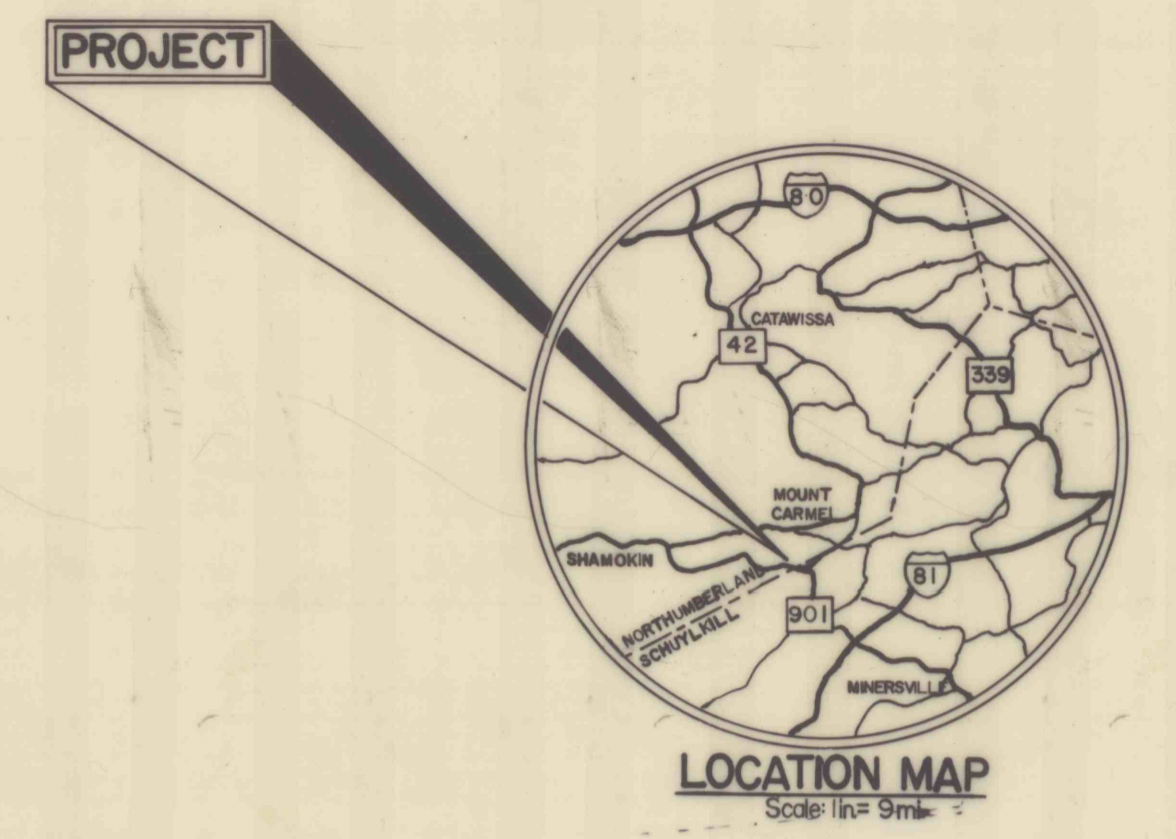 PROJECT
80
CATAWISSA
42
339
MOUNT
CARMEL
SHAMOKIN
81
NORTHUMBERLAND
SCHUYLKILL
901
MINERSVILLE
LOCATION MAP
Scale: 1in.= 9mi.